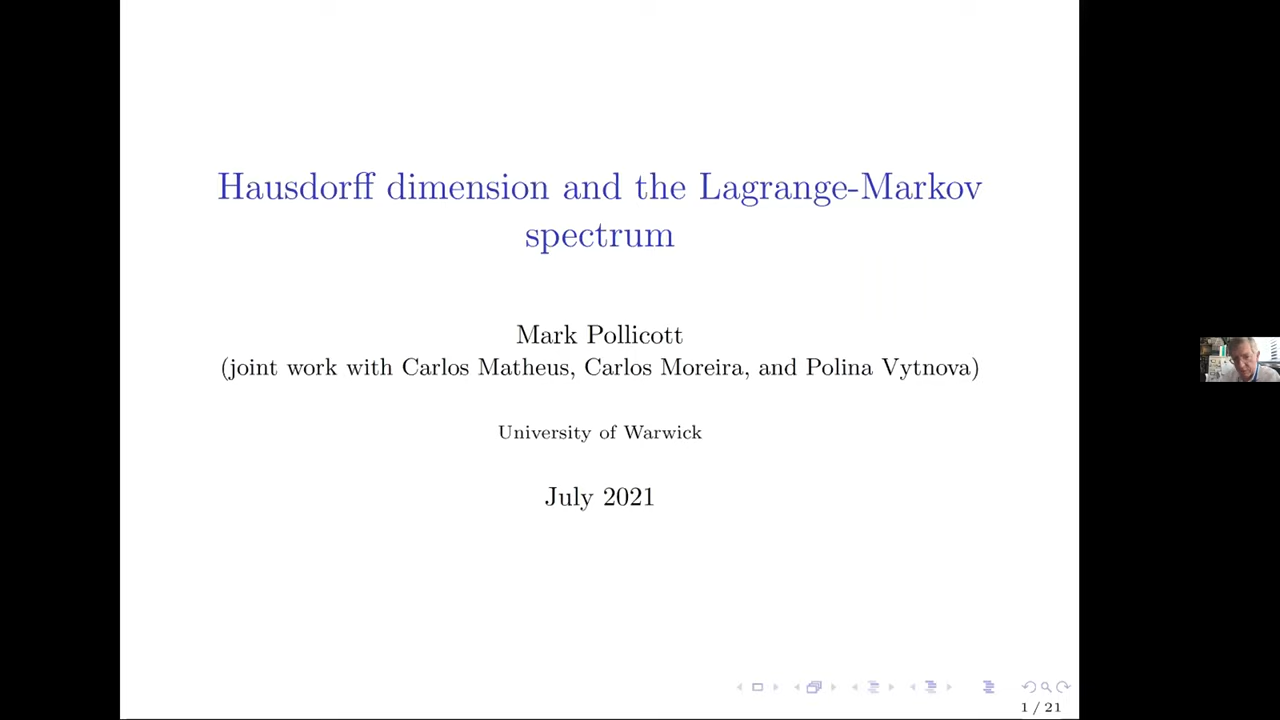 Hausdorff dimension and the Lagrange-Markov
spectrum
Mark Pollicott
(joint work with Carlos Matheus, Carlos Moreira, and Polina Vytnova)
University of Warwick
July 2021
1 / 21